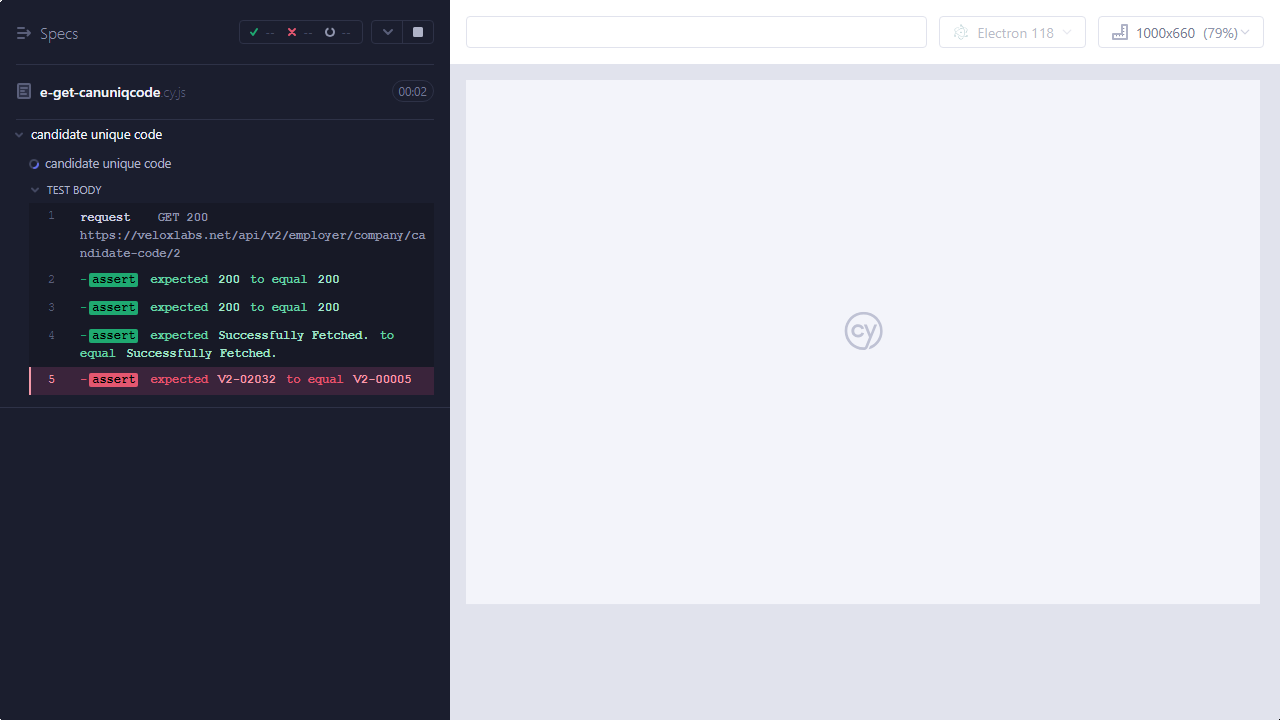 Specs
-- -- --
Electron 118
1000x660 (79%)
e-get-canuniqcode.cy.js
00:02
candidate unique code
candidate unique code
TEST BODY
1 request GET 200
https://veloxlabs.net/api/v2/employer/company/ca
ndidate-code/2
2 -assert expected 200 to equal 200
3 -assert expected 200 to equal 200
4 -assert expected Successfully Fetched. to
equal Successfully Fetched.
5 -assert expected V2-02032 to equal V2-00005
cy